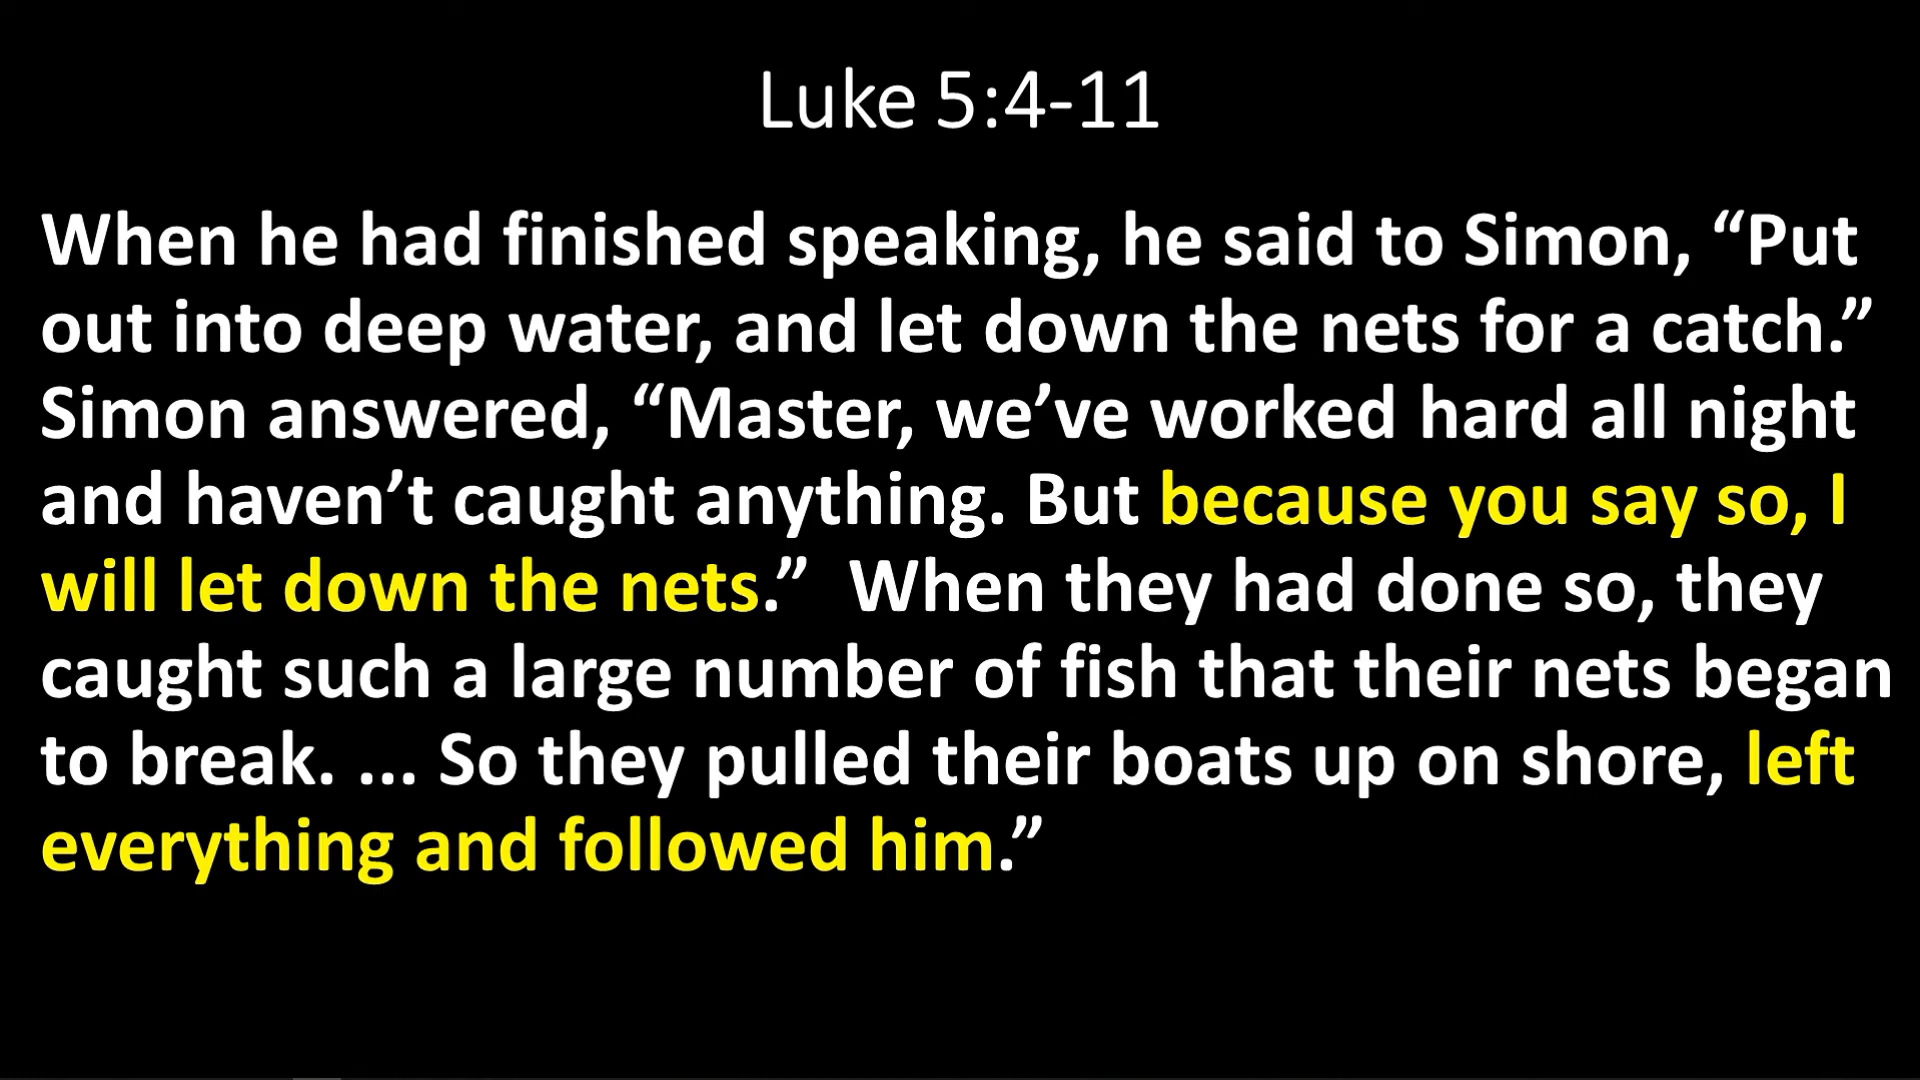 Luke 5:4-11
When he had finished speaking, he said to Simon, “Put
out into deep water, and let down the nets for a catch.”
Simon answered, “Master, we’ve worked hard all night
and haven’t caught anything. But because you say so, I
will let down the nets.”  When they had done so, they
caught such a large number of fish that their nets began
to break. ... So they pulled their boats up on shore, left
everything and followed him.”